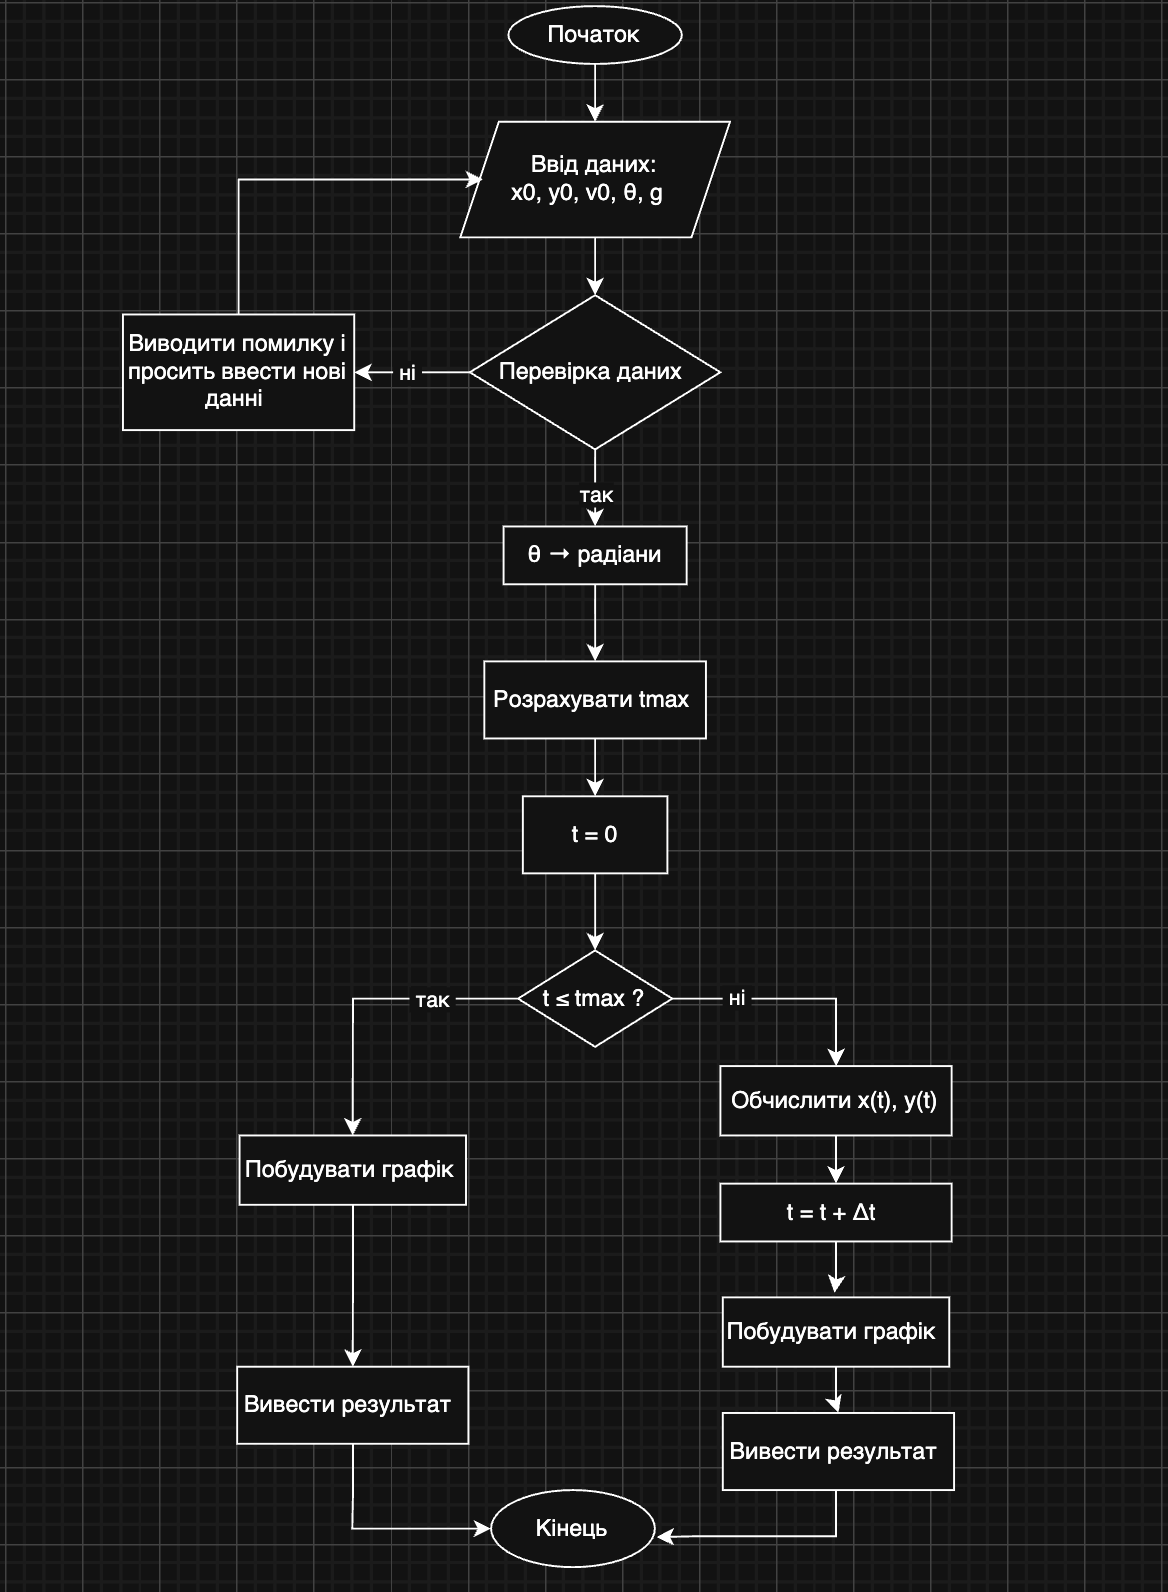 Початок
Ввід даних:
x0, y0, v0, θ, g
Виводити помилку і
просить ввести нові
данні
ні
Перевірка даних
так
θ → радіани
Розрахувати tmax
t = 0
так
t ≤ tmax ?
ні
Обчислити x(t), y(t)
Побудувати графік
t = t + Δt
Побудувати графік
Вивести результат
Вивести результат
Кінець